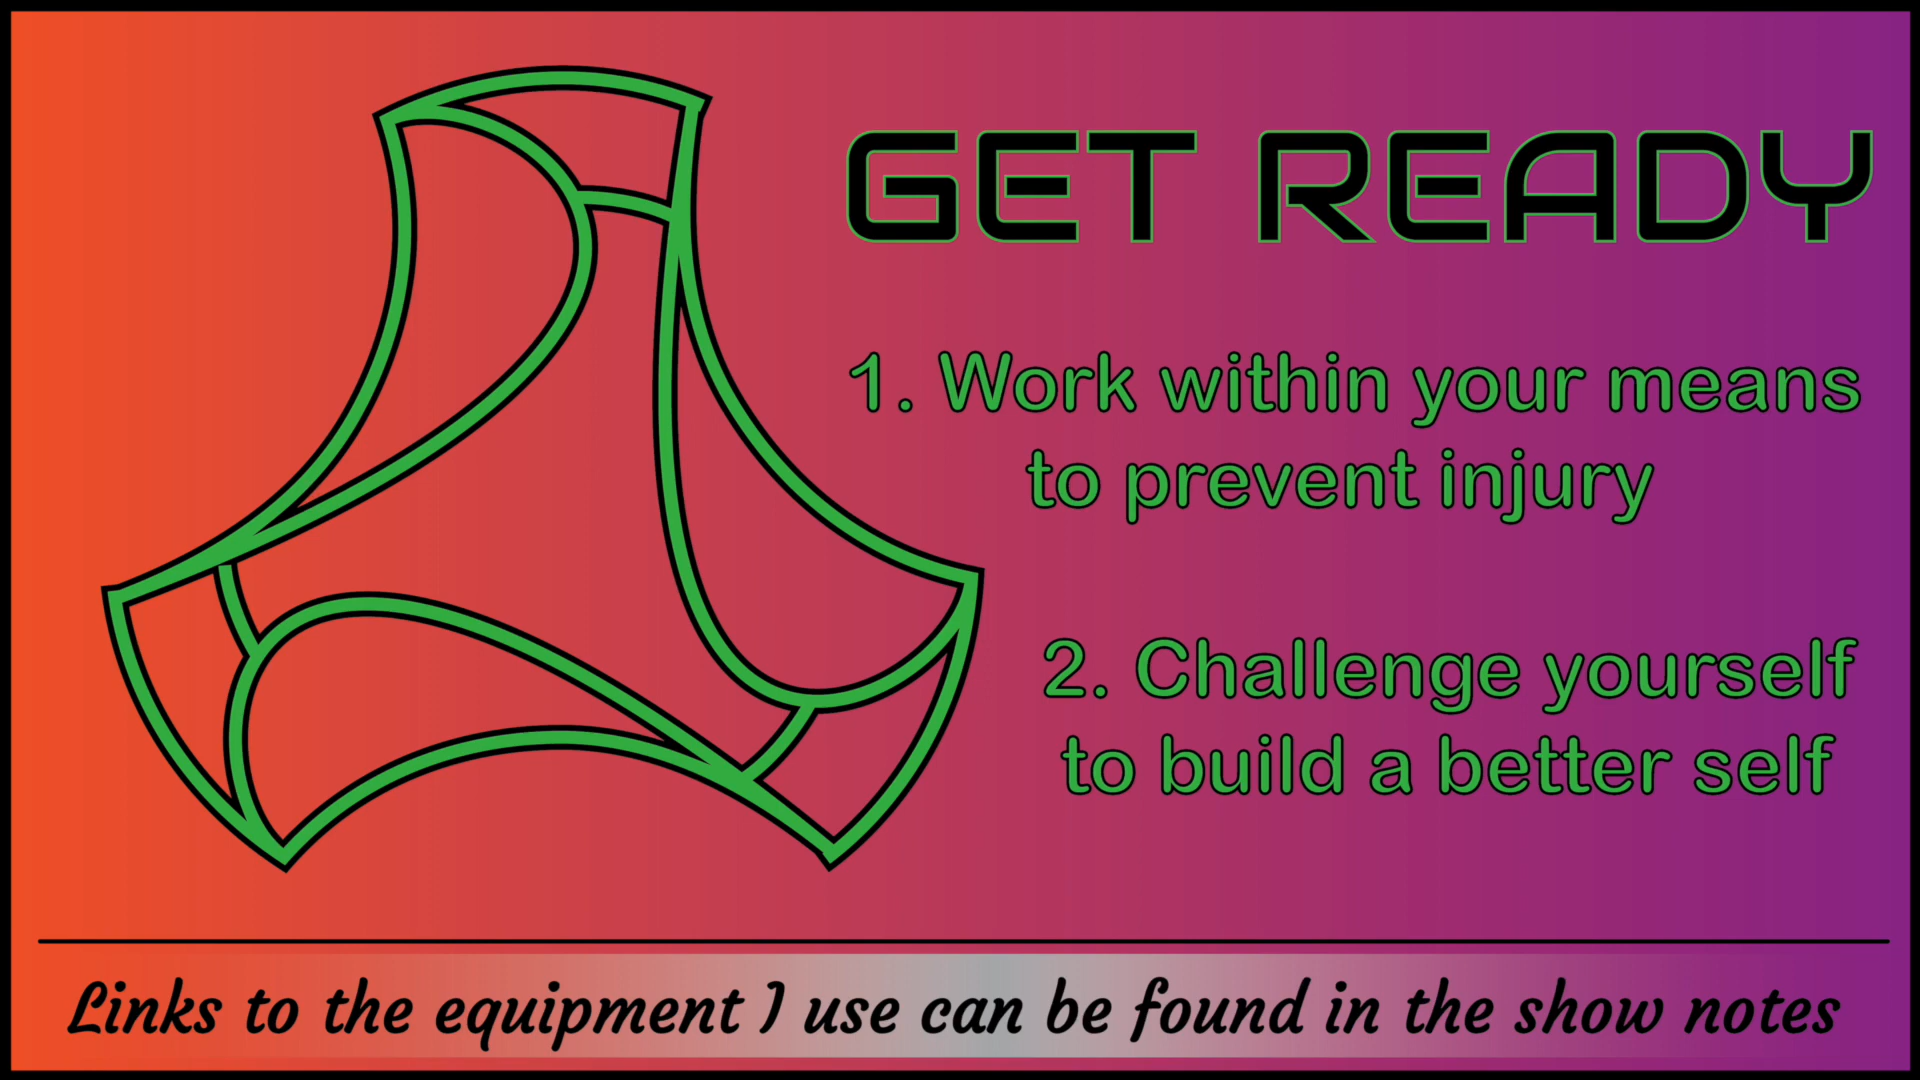 GET READY
1. Work within your means
to prevent injury
2. Challenge yourself
to build a better self
Links to the equipment I use can be found in the show notes